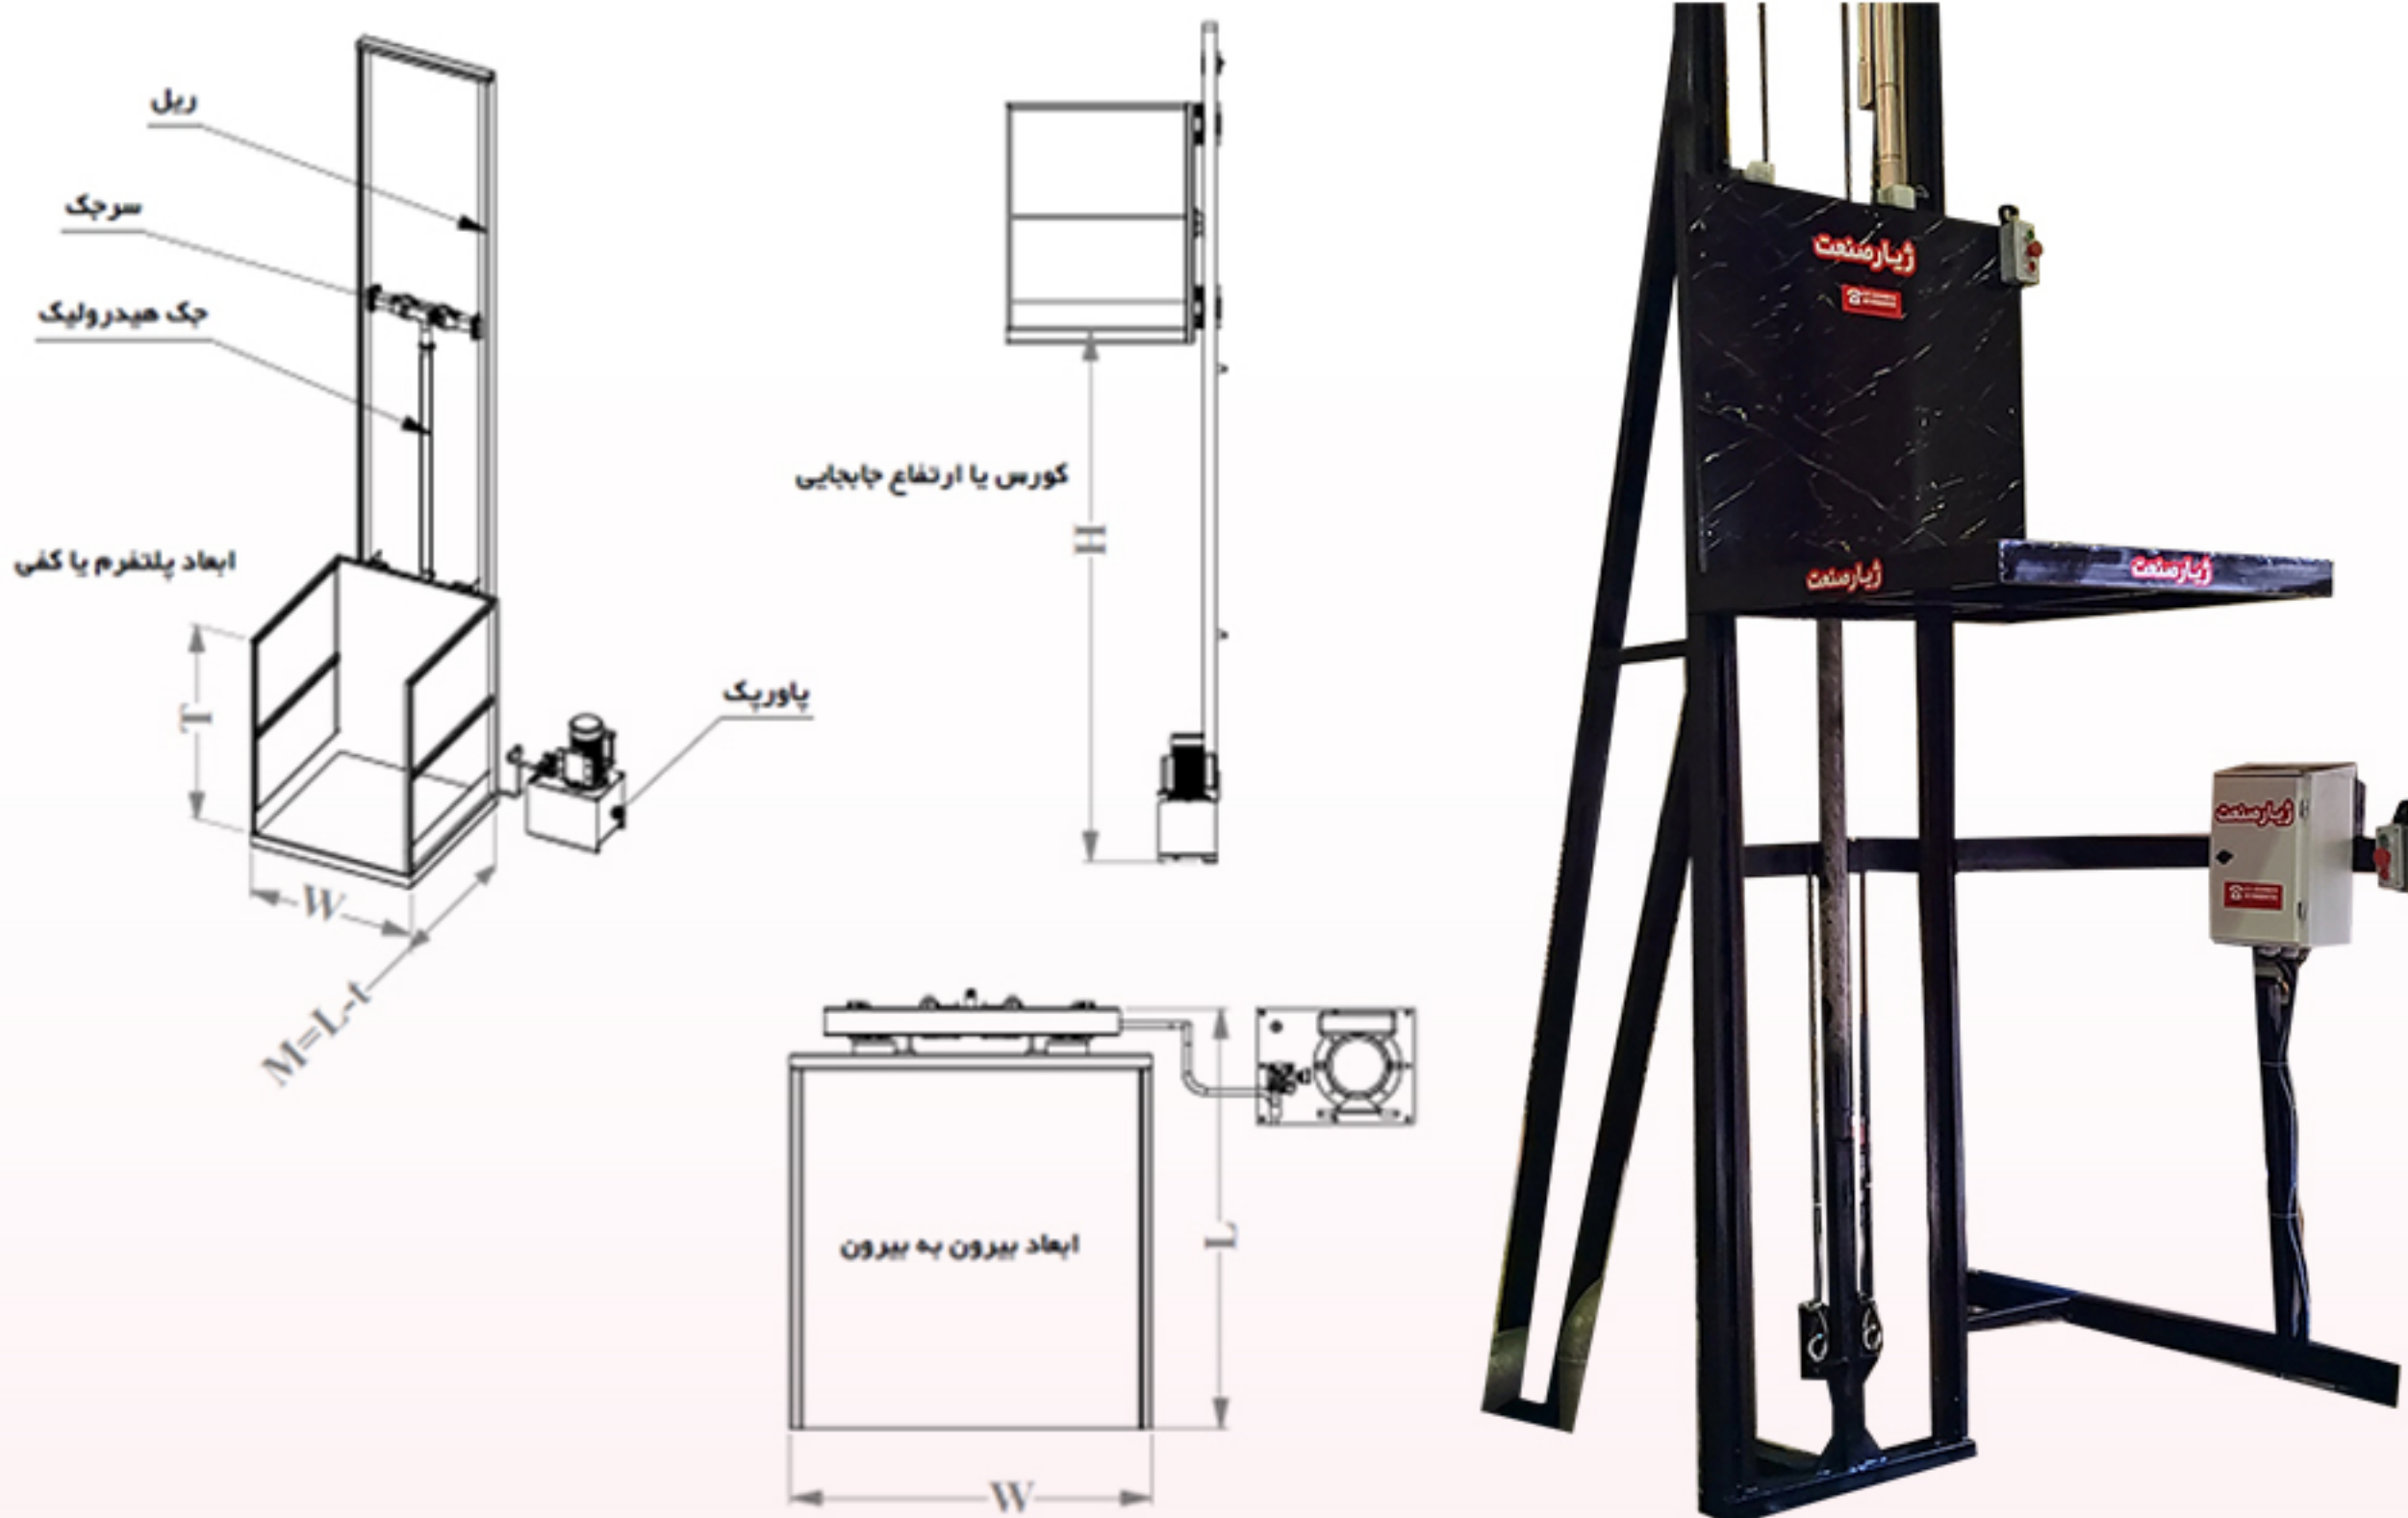 ریل
سرجک
جک هیدرولیک
ابعاد پلتفرم یا کفی
T
W
M=L-t
پاورپک
کورس یا ارتفاع جابجایی
H
ابعاد بیرون به بیرون
L
W
ژیارصنعت
ژیارصنعت
ژیارصنعت
ژیارصنعت